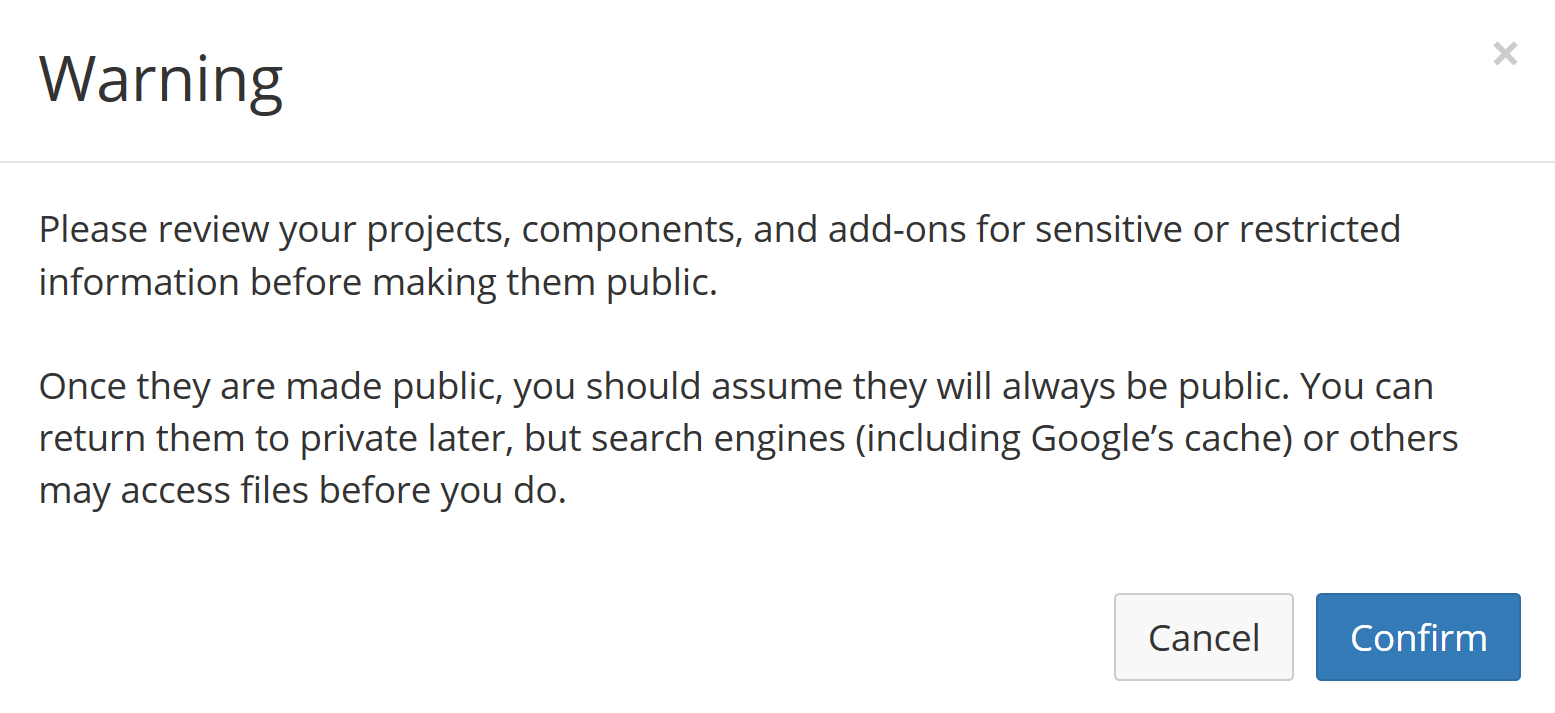 Warning
×
Please review your projects, components, and add-ons for sensitive or restricted
information before making them public.
Once they are made public, you should assume they will always be public. You can
return them to private later, but search engines (including Google’s cache) or others
may access files before you do.
Cancel Confirm